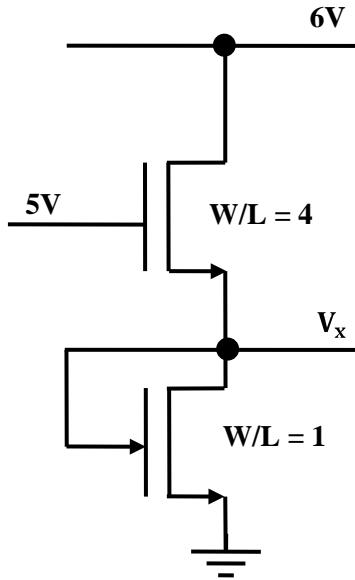 6V
5V
W/L = 4
Vx
W/L = 1